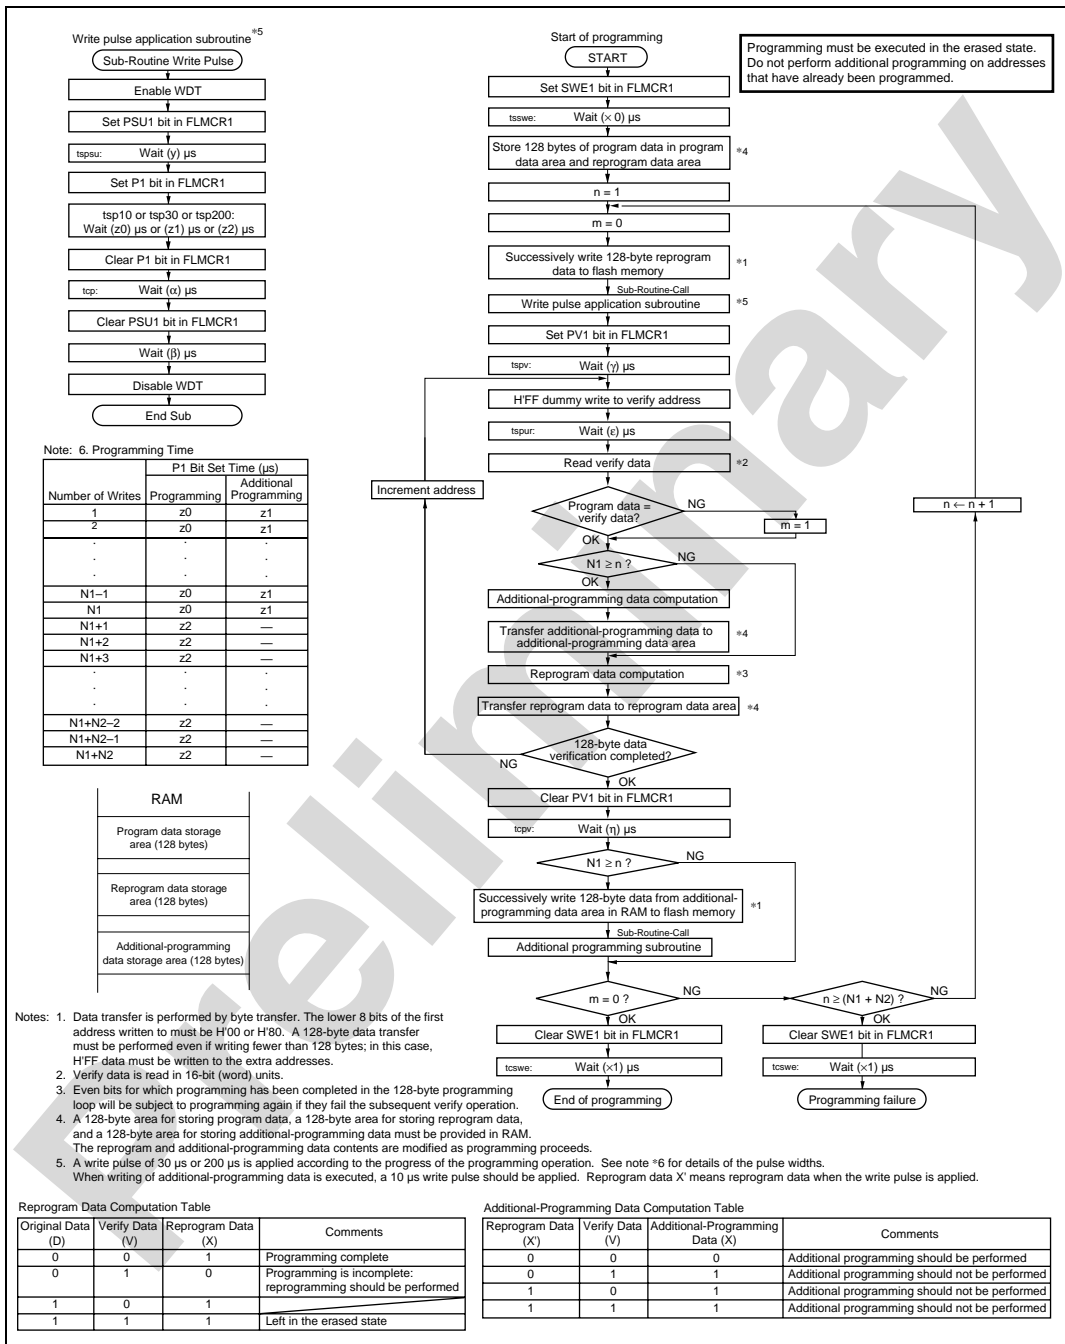 Write pulse application subroutine*5
Sub-Routine Write Pulse
Enable WDT
Set PSU1 bit in FLMCR1
tspsu: Wait (y) µs
Set P1 bit in FLMCR1
tsp10 or tsp30 or tsp200:
Wait (z0) µs or (z1) µs or (z2) µs
Clear P1 bit in FLMCR1
tcp: Wait (α) µs
Clear PSU1 bit in FLMCR1
Wait (β) µs
Disable WDT
End Sub
Note: 6. Programming Time
P1 Bit Set Time (µs)
Number of Writes Programming Additional Programming
1 z0 z1
2 z0 z1
. . .
. . .
. . .
N1–1 z0 z1
N1 z0 z1
N1+1 z2 —
N1+2 z2 —
N1+3 z2 —
. . .
. . .
. . .
N1+N2–2 z2 —
N1+N2–1 z2 —
N1+N2 z2 —
RAM
Program data storage
area (128 bytes)
Reprogram data storage
area (128 bytes)
Additional-programming
data storage area (128 bytes)
Start of programming
START
Programming must be executed in the erased state.
Do not perform additional programming on addresses
that have already been programmed.
Set SWE1 bit in FLMCR1
tsswe: Wait (× 0) µs
Store 128 bytes of program data in program
data area and reprogram data area *4
n = 1
m = 0
Successively write 128-byte reprogram
data to flash memory *1
Sub-Routine-Call
Write pulse application subroutine *5
Set PV1 bit in FLMCR1
tspv: Wait (γ) µs
H'FF dummy write to verify address
tspur: Wait (ε) µs
Read verify data *2
Increment address
Program data =
verify data?
NG
m = 1
OK
n ← n + 1
N1 ≥ n ?
NG
OK
Additional-programming data computation
Transfer additional-programming data to
additional-programming data area *4
Reprogram data computation *3
Transfer reprogram data to reprogram data area *4
128-byte data
verification completed?
NG
OK
Clear PV1 bit in FLMCR1
tcpv: Wait (η) µs
N1 ≥ n ?
NG
OK
Successively write 128-byte data from additional-
programming data area in RAM to flash memory *1
Sub-Routine-Call
Additional programming subroutine
m = 0 ?
NG
n ≥ (N1 + N2) ?
NG
OK
OK
Clear SWE1 bit in FLMCR1
Clear SWE1 bit in FLMCR1
tcswe: Wait (×1) µs
tcswe: Wait (×1) µs
End of programming
Programming failure
Notes: 1. Data transfer is performed by byte transfer. The lower 8 bits of the first
address written to must be H'00 or H'80. A 128-byte data transfer
must be performed even if writing fewer than 128 bytes; in this case,
H'FF data must be written to the extra addresses.
2. Verify data is read in 16-bit (word) units.
3. Even bits for which programming has been completed in the 128-byte programming
loop will be subject to programming again if they fail the subsequent verify operation.
4. A 128-byte area for storing program data, a 128-byte area for storing reprogram data,
and a 128-byte area for storing additional-programming data must be provided in RAM.
The reprogram and additional-programming data contents are modified as programming proceeds.
5. A write pulse of 30 µs or 200 µs is applied according to the progress of the programming operation. See note *6 for details of the pulse widths.
When writing of additional-programming data is executed, a 10 µs write pulse should be applied. Reprogram data X' means reprogram data when the write pulse is applied.
Reprogram Data Computation Table
Original Data (D) Verify Data (V) Reprogram Data (X) Comments
0 0 1 Programming complete
0 1 0 Programming is incomplete:
reprogramming should be performed
1 0 1
1 1 1 Left in the erased state
Additional-Programming Data Computation Table
Reprogram Data (X') Verify Data (V) Additional-Programming Data (X) Comments
0 0 0 Additional programming should be performed
0 1 1 Additional programming should not be performed
1 0 1 Additional programming should not be performed
1 1 1 Additional programming should not be performed
Preliminary